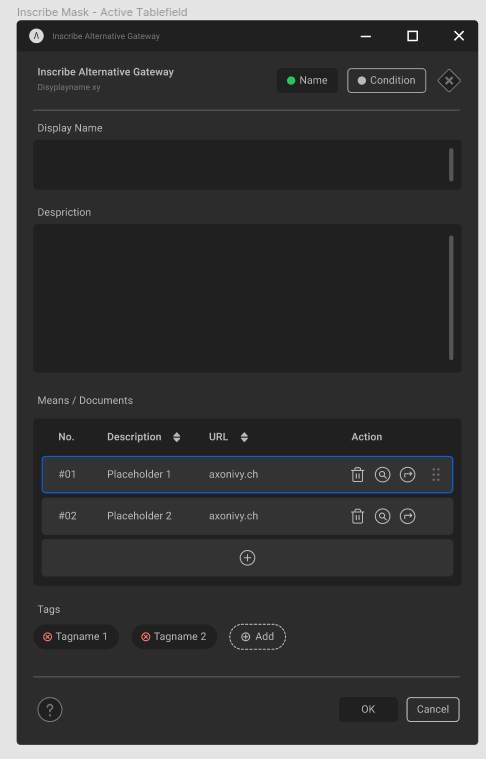 Inscribe Mask - Active Tablefield
Inscribe Alternative Gateway
Inscribe Alternative Gateway
Disyplayname xy
Name
Condition
Display Name
Despriction
Means / Documents
No. Description URL Action
#01 Placeholder 1 axonivy.ch
#02 Placeholder 2 axonivy.ch
Tags
Tagname 1 Tagname 2 Add
?
OK
Cancel